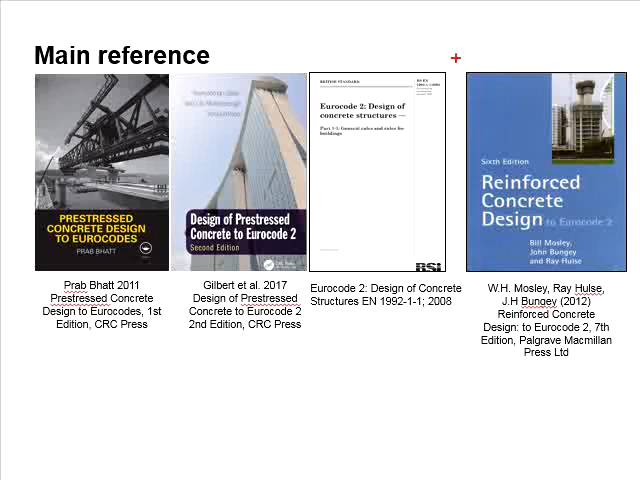 Main reference
PRESTRESSED
CONCRETE DESIGN
TO EUROCODES
PRAB BHATT
Design of Prestressed
Concrete to Eurocode 2
Second Edition
BRITISH STANDARD
BS EN
Eurocode 2: Design of
concrete structures —
Part 1-1: General rules and rules for
buildings
BSI
Sixth Edition
Reinforced
Concrete
Design to Eurocode 2
Bill Mosley,
John Bungey
and Ray Hulse
Prab Bhatt 2011
Prestressed Concrete
Design to Eurocodes, 1st
Edition, CRC Press
Gilbert et al. 2017
Design of Prestressed
Concrete to Eurocode 2
2nd Edition, CRC Press
Eurocode 2: Design of Concrete
Structures EN 1992-1-1; 2008
W.H. Mosley, Ray Hulse,
J.H Bungey (2012)
Reinforced Concrete
Design: to Eurocode 2, 7th
Edition, Palgrave Macmillan
Press Ltd